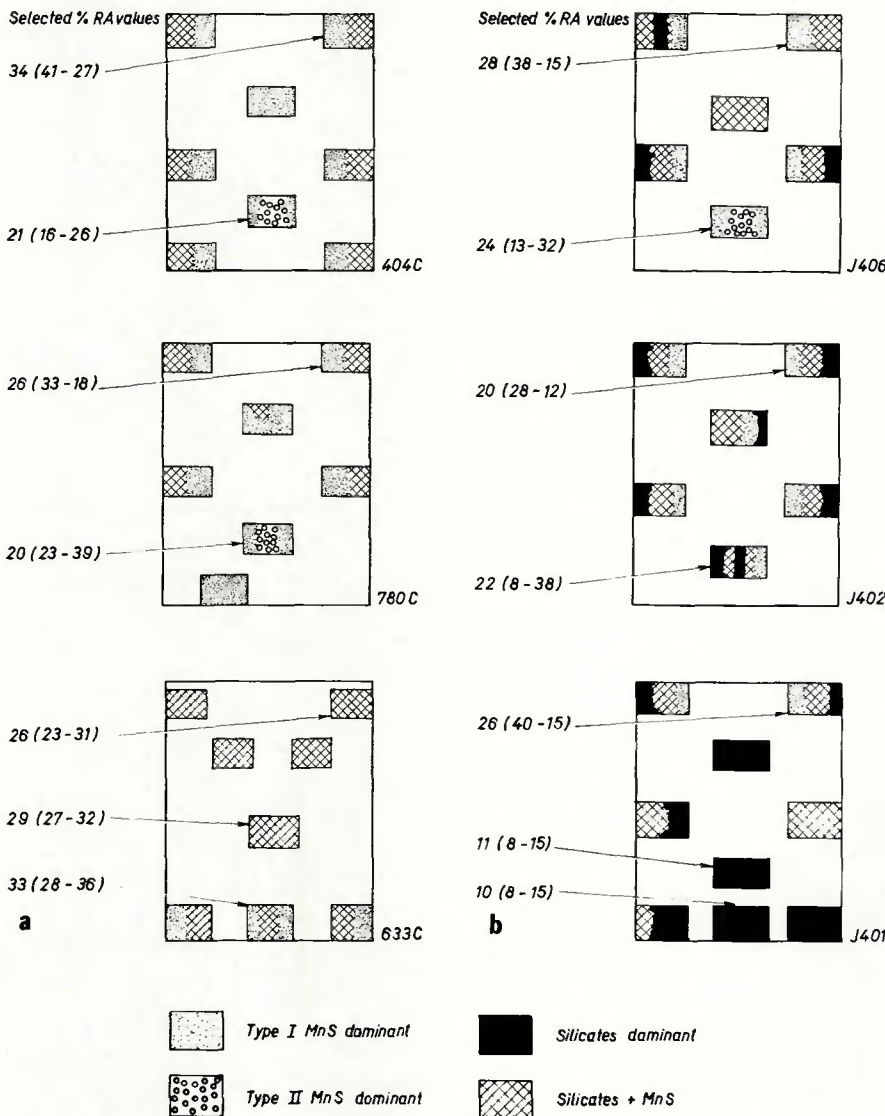 Selected % RA values
34 (41-27)
21 (16-26)
404C
26 (33-18)
20 (23-39)
780C
26 (23-31)
29 (27-32)
33 (28-36)
a
633C
Selected % RA values
28 (38-15)
24 (13-32)
J406
20 (28-12)
22 (8-38)
J402
26 (40-15)
11 (8-15)
10 (8-15)
b
J401
Type I MnS dominant
Type II MnS dominant
Silicates dominant
Silicates + MnS